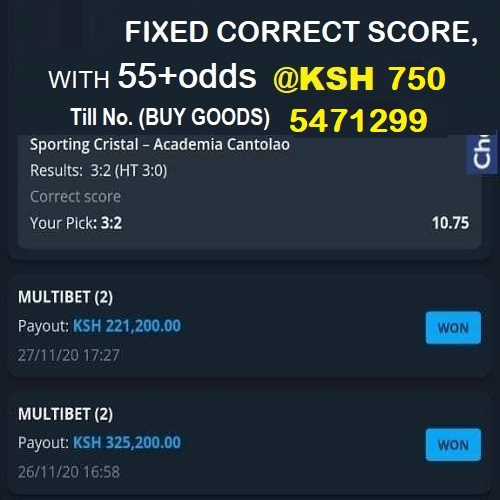 FIXED CORRECT SCORE,
WITH 55+odds @KSH 750
Till No. (BUY GOODS) 5471299
Sporting Cristal – Academia Cantolao
Results: 3:2 (HT 3:0)
Correct score
Your Pick: 3:2 10.75
MULTIBET (2)
Payout: KSH 221,200.00
WON
27/11/20 17:27
MULTIBET (2)
Payout: KSH 325,200.00
WON
26/11/20 16:58